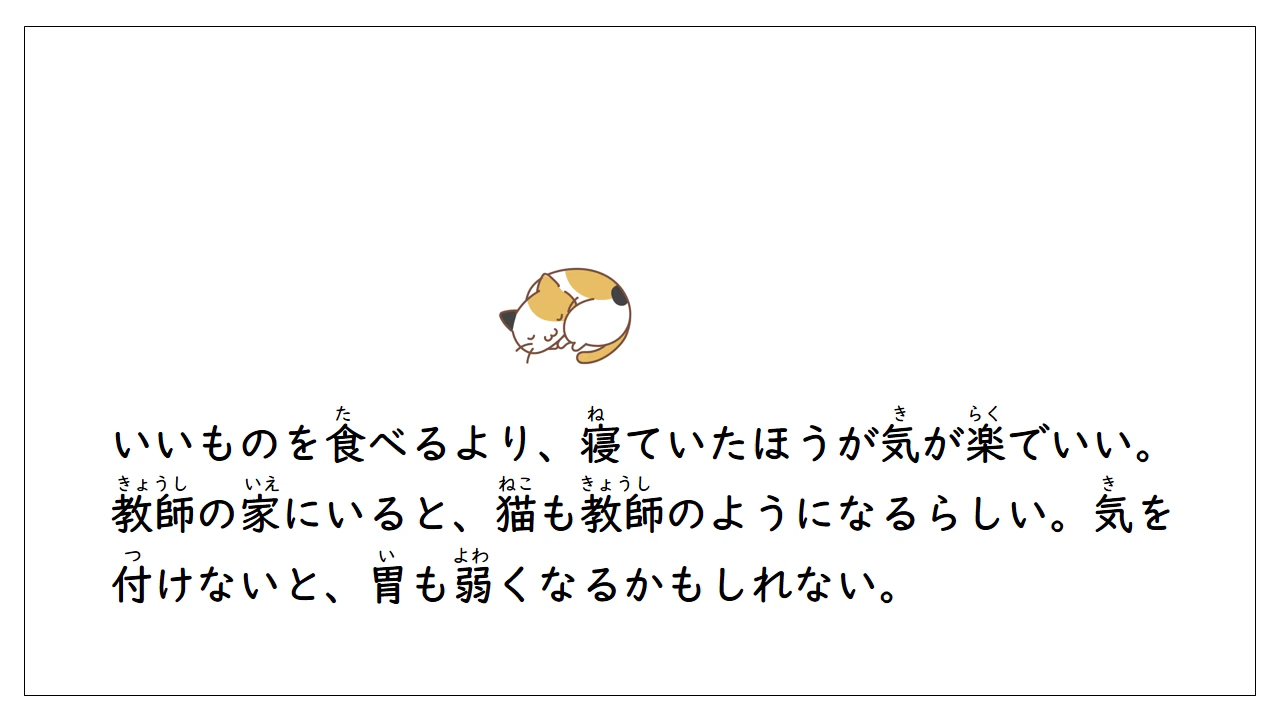 いいものを食べるより、寝ていたほうが気が楽でいい。
教師の家にいると、猫も教師のようになるらしい。気を
付けないと、胃も弱くなるかもしれない。